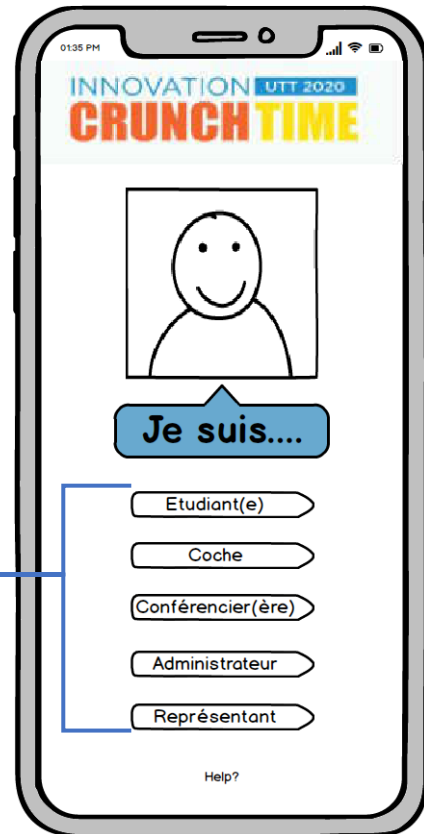 01:35 PM
INNOVATION UTT 2020
CRUNCH TIME
Je suis....
Etudiant(e)
Coche
Conférencier(ère)
Administrateur
Représentant
Help?